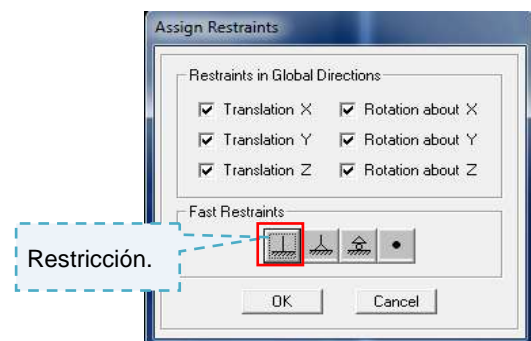 Assign Restraints
Restraints in Global Directions
Translation X Rotation about X
Translation Y Rotation about Y
Translation Z Rotation about Z
Fast Restraints
Restricción.
OK Cancel